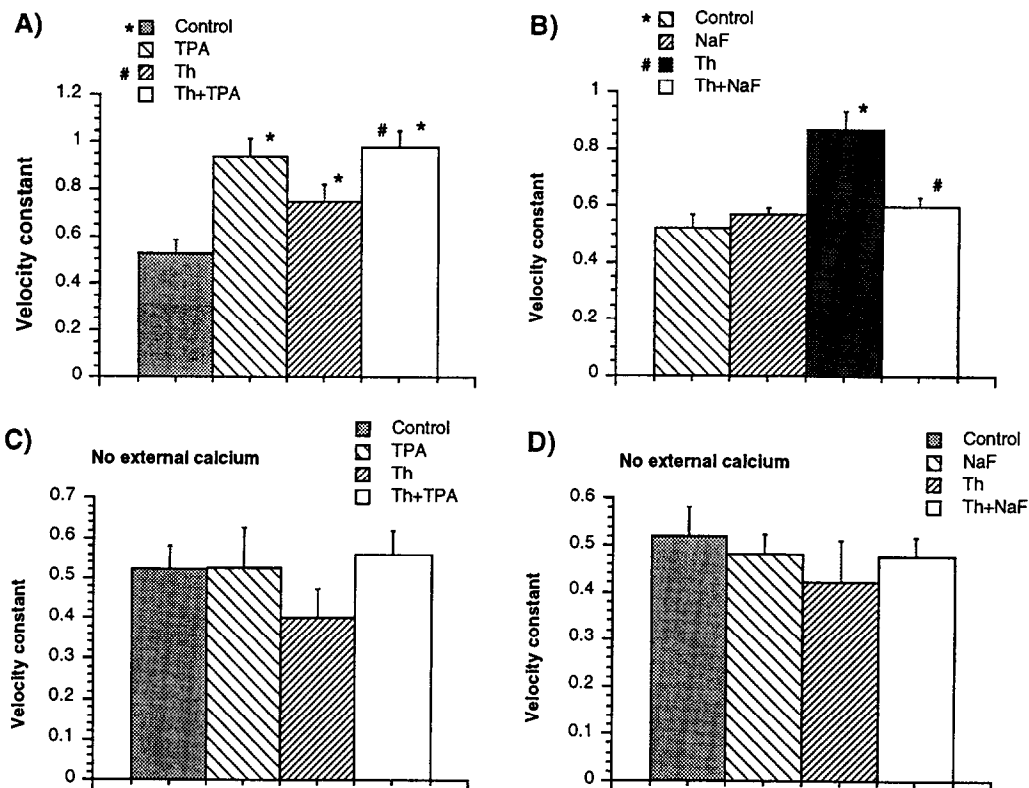 A)
* Control
TPA
# Th
Th+TPA
Velocity constant
1.2
1
0.8
0.6
0.4
0.2
0
* *
# *
B)
* Control
NaF
# Th
Th+NaF
Velocity constant
1
0.8
0.6
0.4
0.2
0
*
#
C)
No external calcium
Control
TPA
Th
Th+TPA
Velocity constant
0.7
0.6
0.5
0.4
0.3
0.2
0.1
0
D)
No external calcium
Control
NaF
Th
Th+NaF
Velocity constant
0.6
0.5
0.4
0.3
0.2
0.1
0